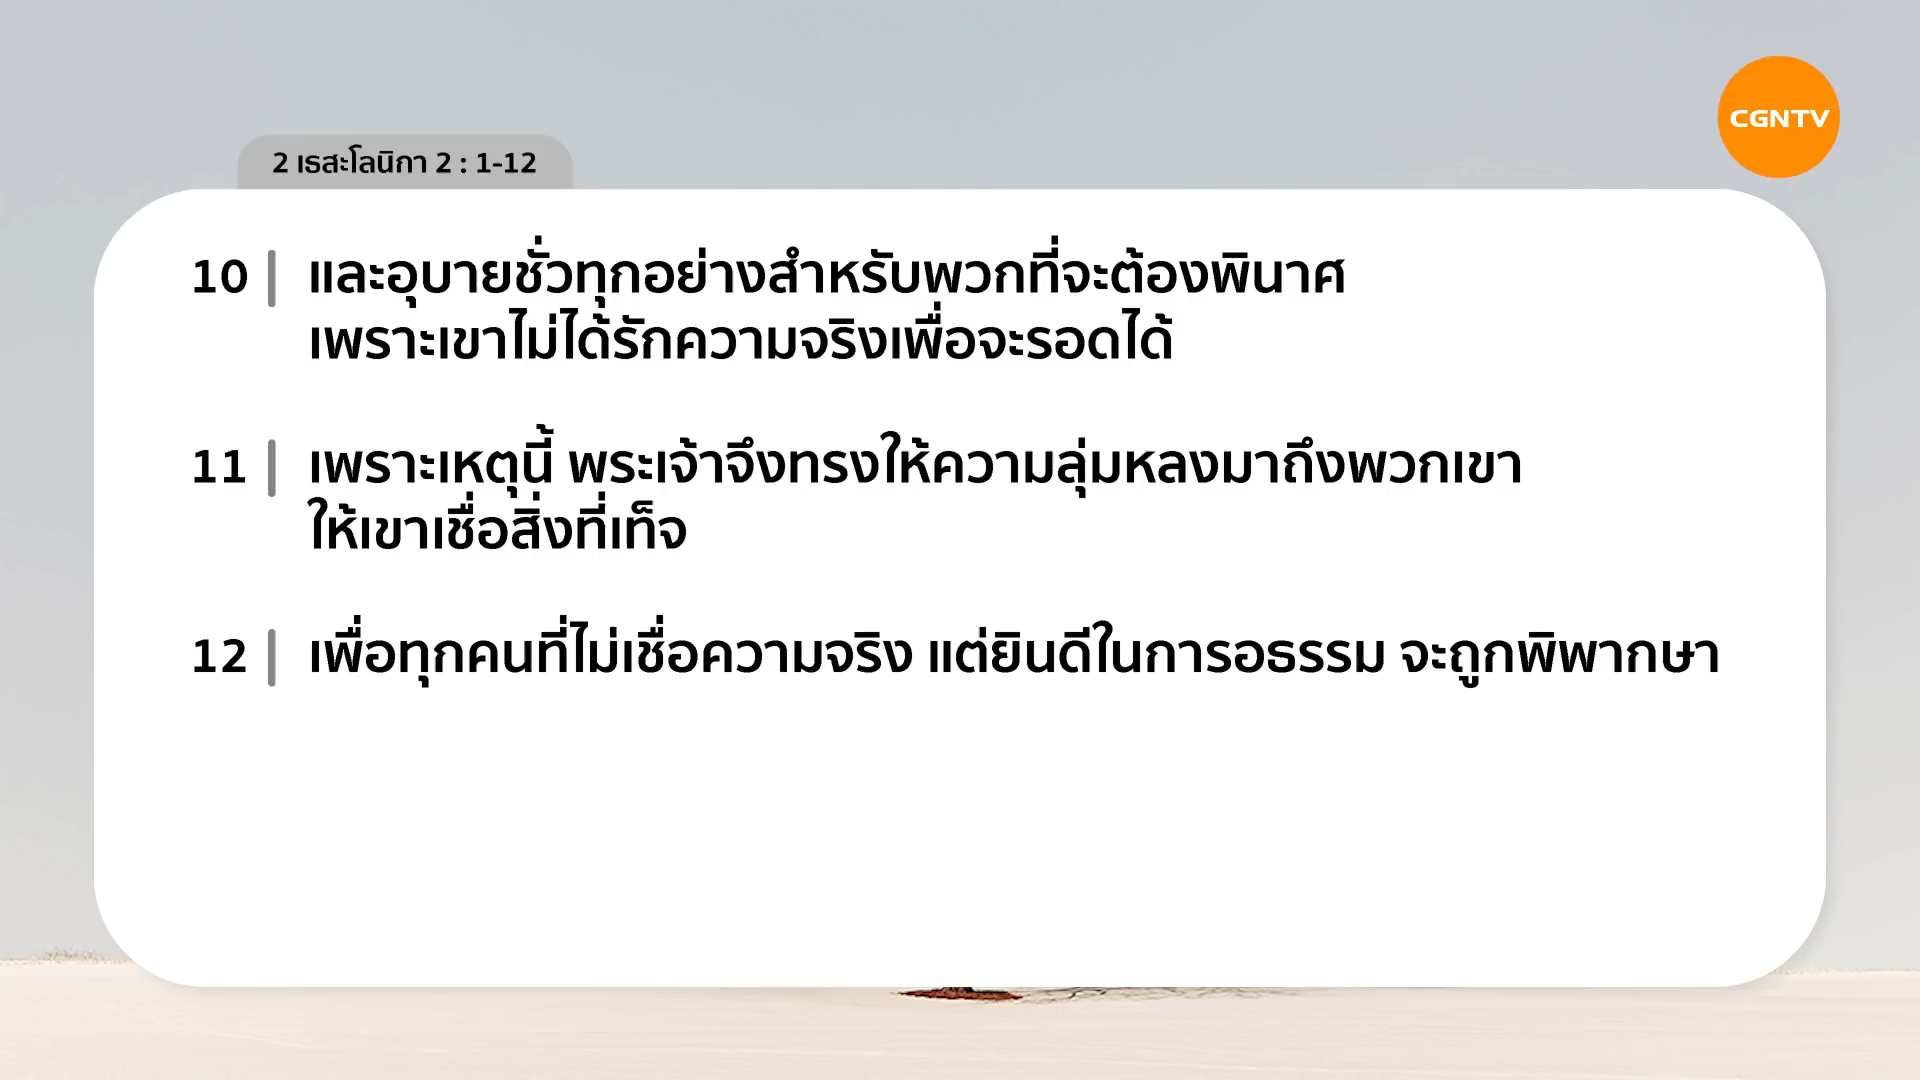 CGNTV
2 เธสะโลนิกา 2 : 1-12
10 และอุบายชั่วทุกอย่างสำหรับพวกที่จะต้องพินาศ
เพราะเขาไม่ได้รักความจริงเพื่อจะรอดได้
11 เพราะเหตุนี้ พระเจ้าจึงทรงให้ความลุ่มหลงมาถึงพวกเขา
ให้เขาเชื่อสิ่งที่เท็จ
12 เพื่อทุกคนที่ไม่เชื่อความจริง แต่ยินดีในการอธรรม จะถูกพิพากษา